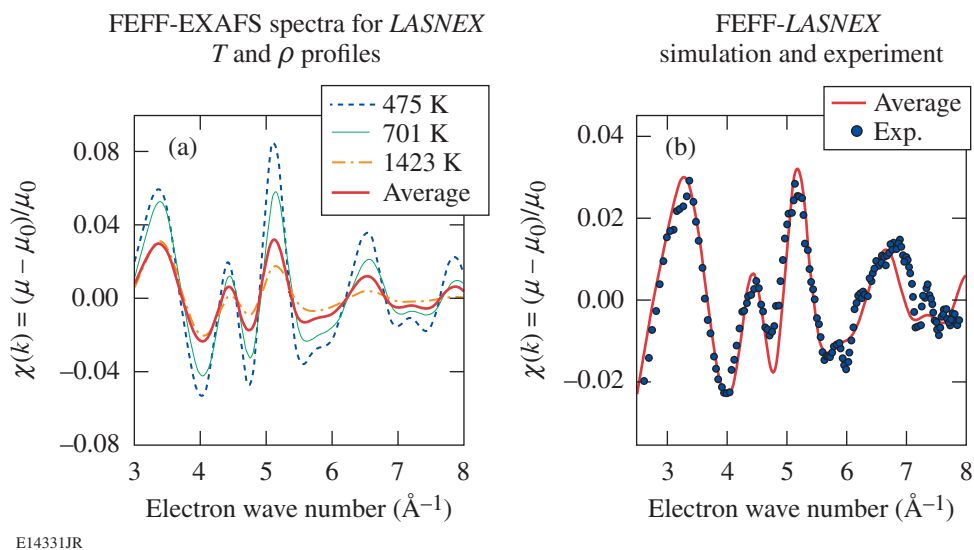 FEFF-EXAFS spectra for LASNEX
T and ρ profiles
475 K
701 K
1423 K
Average
(a)
0.08
0.04
0.00
–0.04
–0.08
χ(k) = (μ − μ0)/μ0
3 4 5 6 7 8
Electron wave number (Å–1)
FEFF-LASNEX
simulation and experiment
Average
Exp.
(b)
0.04
0.02
0.00
–0.02
χ(k) = (μ − μ0)/μ0
3 4 5 6 7 8
Electron wave number (Å–1)
E14331JR